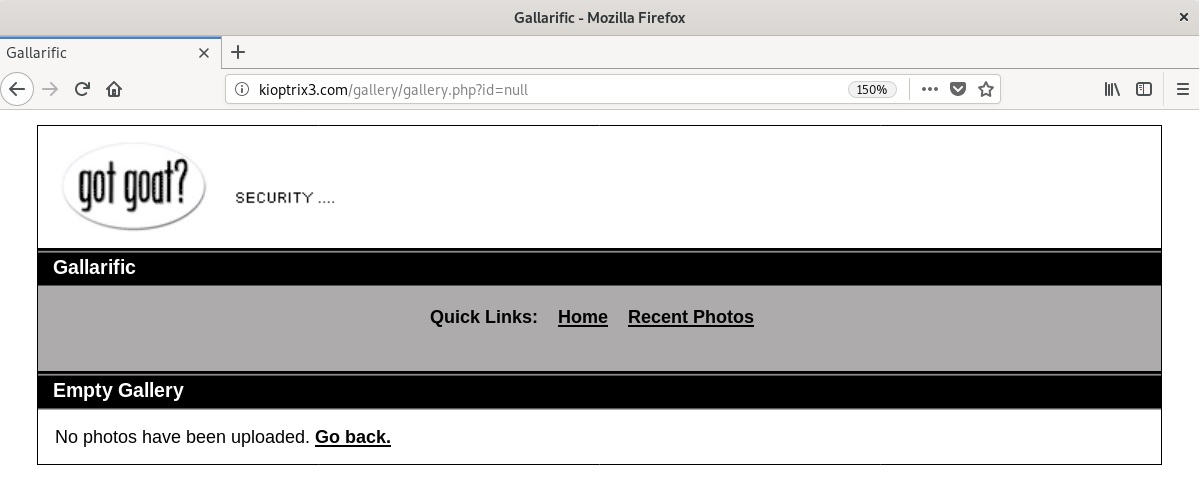 Gallarific - Mozilla Firefox
Gallarific
kioptrix3.com/gallery/gallery.php?id=null 150%
got goat? SECURITY ....
Gallarific
Quick Links: Home Recent Photos
Empty Gallery
No photos have been uploaded. Go back.